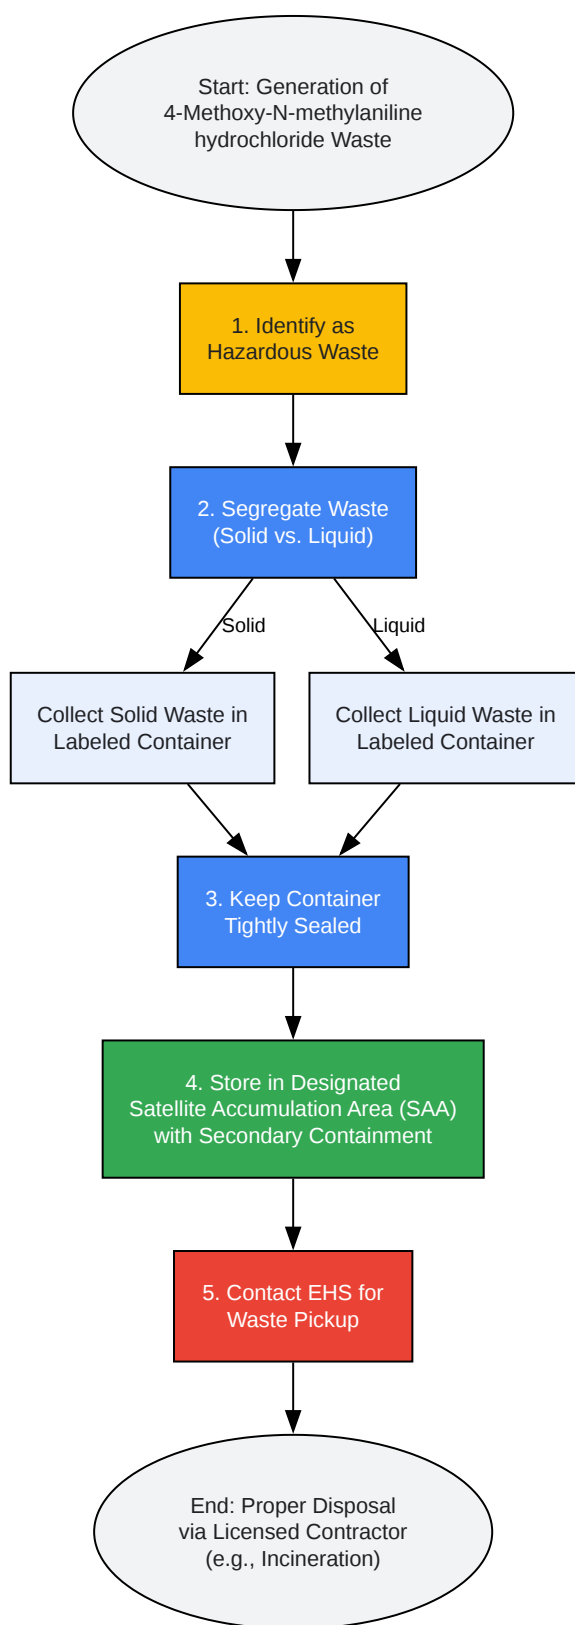 Start: Generation of
4-Methoxy-N-methylaniline
hydrochloride Waste
1. Identify as
Hazardous Waste
2. Segregate Waste
(Solid vs. Liquid)
Solid
Liquid
Collect Solid Waste in
Labeled Container
Collect Liquid Waste in
Labeled Container
3. Keep Container
Tightly Sealed
4. Store in Designated
Satellite Accumulation Area (SAA)
with Secondary Containment
5. Contact EHS for
Waste Pickup
End: Proper Disposal
via Licensed Contractor
(e.g., Incineration)